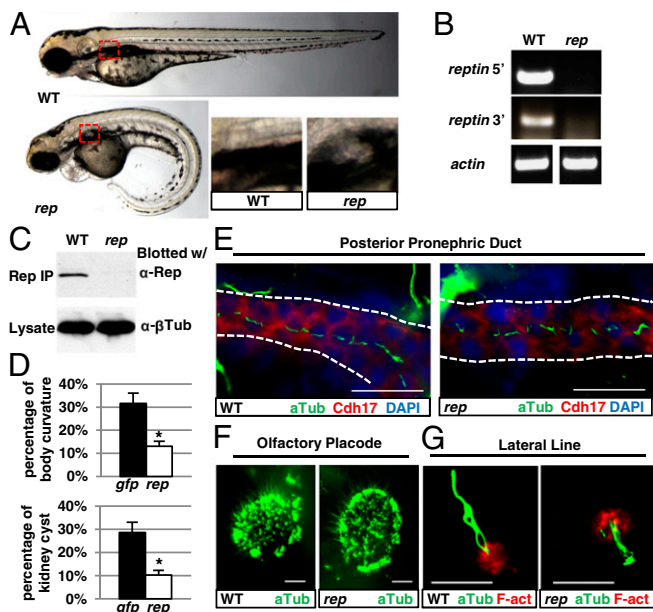 A
WT
rep
WT
rep
B
WT rep
reptin 5’
reptin 3’
actin
C
WT rep
Blotted w/
Rep IP α-Rep
Lysate α-βTub
D
percentage of
body curvature
40%
30%
20%
10%
0%
*
gfp rep
percentage of
kidney cyst
40%
30%
20%
10%
0%
*
gfp rep
E
Posterior Pronephric Duct
WT aTub Cdh17 DAPI
rep aTub Cdh17 DAPI
F
Olfactory Placode
WT aTub
rep aTub
G
Lateral Line
WT aTub F-act
rep aTub F-act